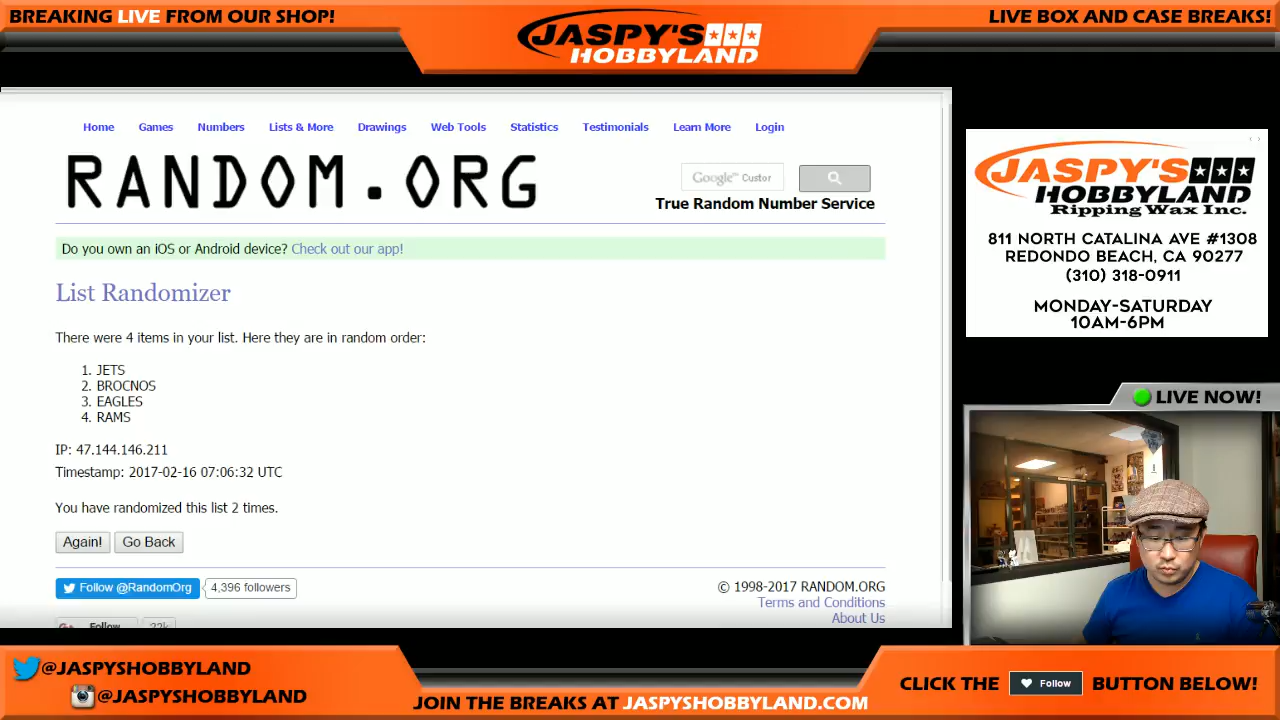 BREAKING LIVE FROM OUR SHOP!
JASPY'S
HOBBYLAND
LIVE BOX AND CASE BREAKS!
Home Games Numbers Lists & More Drawings Web Tools Statistics Testimonials Learn More Login
RANDOM.ORG
Google™ Custor
True Random Number Service
Do you own an iOS or Android device? Check out our app!
List Randomizer
There were 4 items in your list. Here they are in random order:
1. JETS
2. BROCNOS
3. EAGLES
4. RAMS
IP: 47.144.146.211
Timestamp: 2017-02-16 07:06:32 UTC
You have randomized this list 2 times.
Again! Go Back
Follow @RandomOrg 4,396 followers
© 1998-2017 RANDOM.ORG
Terms and Conditions
About Us
Follow
JASPY'S
HOBBYLAND
Ripping Wax Inc.
811 NORTH CATALINA AVE #1308
REDONDO BEACH, CA 90277
(310) 318-0911
MONDAY-SATURDAY
10AM-6PM
LIVE NOW!
@JASPYSHOBBYLAND
@JASPYSHOBBYLAND
JOIN THE BREAKS AT JASPYSHOBBYLAND.COM
CLICK THE Follow BUTTON BELOW!